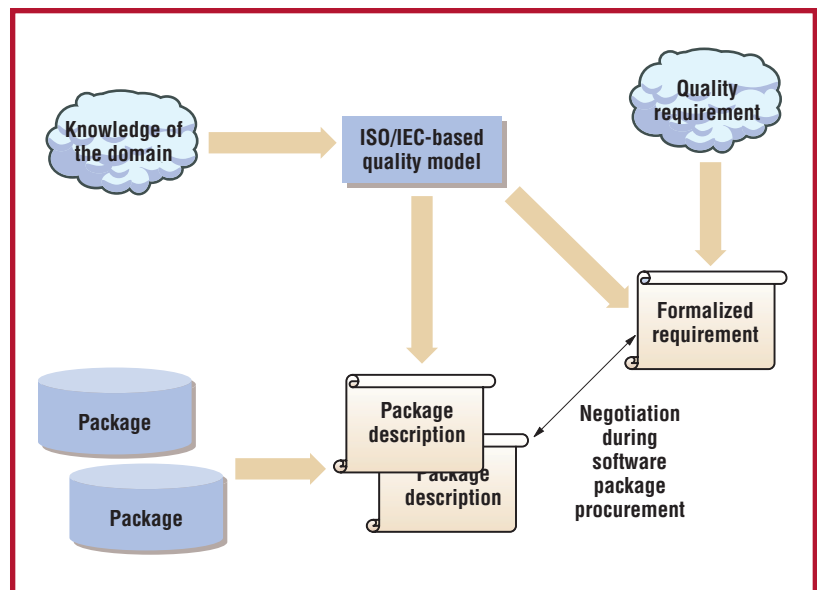 Knowledge of
the domain
ISO/IEC-based
quality model
Quality
requirement
Formalized
requirement
Package
Package
Package
description
Package
description
Negotiation
during
software
package
procurement